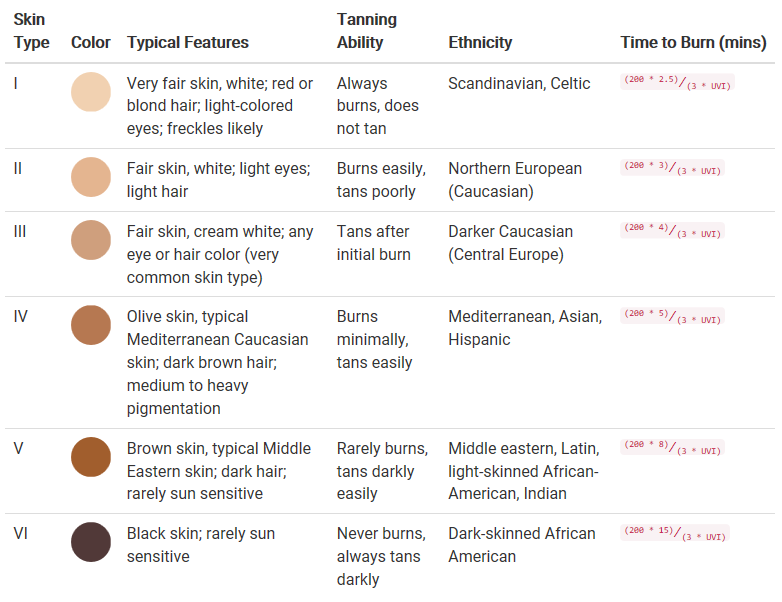 Skin Type Color Typical Features Tanning Ability Ethnicity Time to Burn (mins)
I
Very fair skin, white; red or
blond hair; light-colored
eyes; freckles likely
Always
burns, does
not tan
Scandinavian, Celtic
(200 * 2.5)/(3 * UVI)
II
Fair skin, white; light eyes;
light hair
Burns easily,
tans poorly
Northern European
(Caucasian)
(200 * 3)/(3 * UVI)
III
Fair skin, cream white; any
eye or hair color (very
common skin type)
Tans after
initial burn
Darker Caucasian
(Central Europe)
(200 * 4)/(3 * UVI)
IV
Olive skin, typical
Mediterranean Caucasian
skin; dark brown hair;
medium to heavy
pigmentation
Burns
minimally,
tans easily
Mediterranean, Asian,
Hispanic
(200 * 5)/(3 * UVI)
V
Brown skin, typical Middle
Eastern skin; dark hair;
rarely sun sensitive
Rarely burns,
tans darkly
easily
Middle eastern, Latin,
light-skinned African-
American, Indian
(200 * 8)/(3 * UVI)
VI
Black skin; rarely sun
sensitive
Never burns,
always tans
darkly
Dark-skinned African
American
(200 * 15)/(3 * UVI)